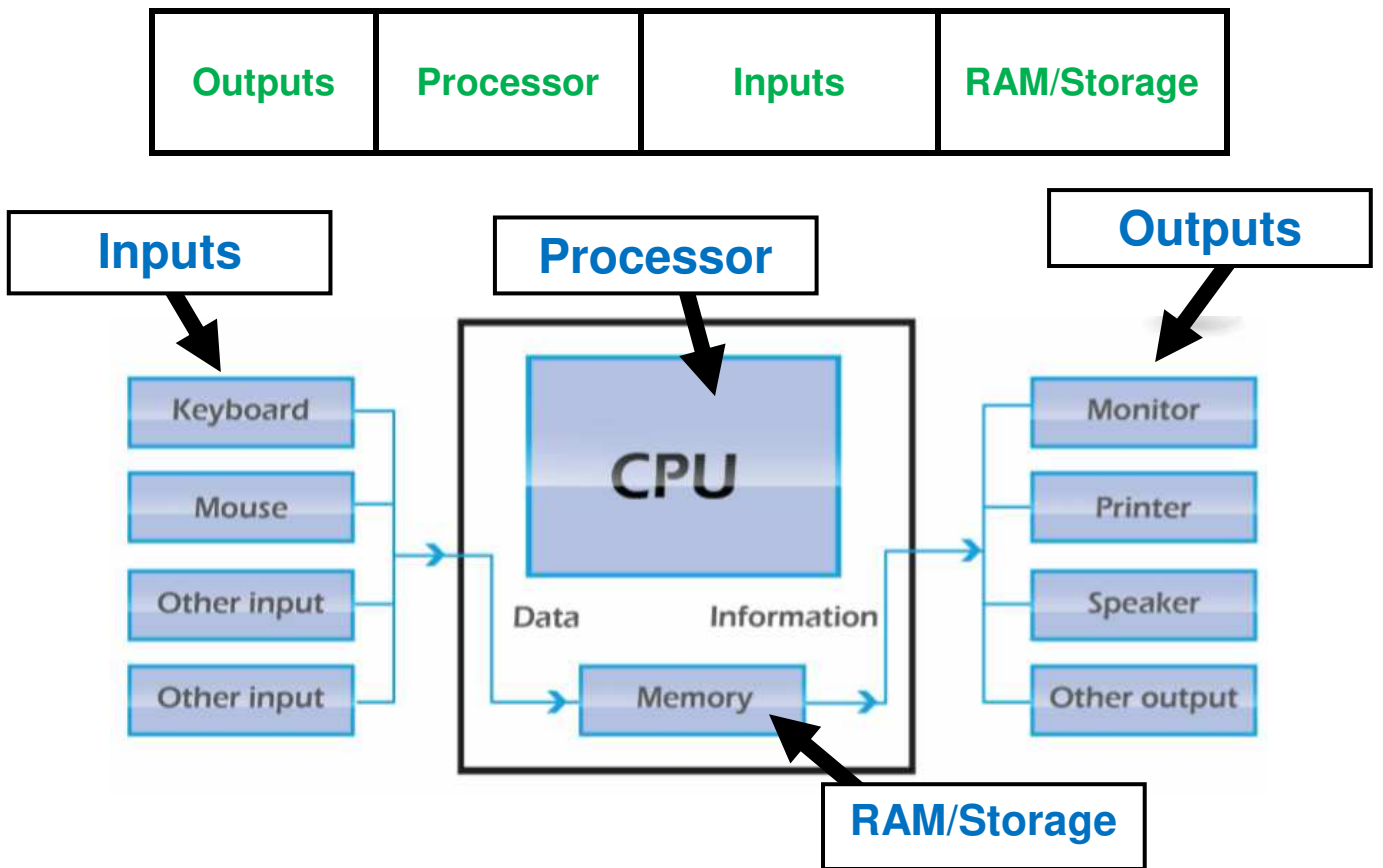 Outputs
Processor
Inputs
RAM/Storage
Inputs
Processor
Outputs
Keyboard
Mouse
Other input
Other input
CPU
Data
Information
Memory
Monitor
Printer
Speaker
Other output
RAM/Storage